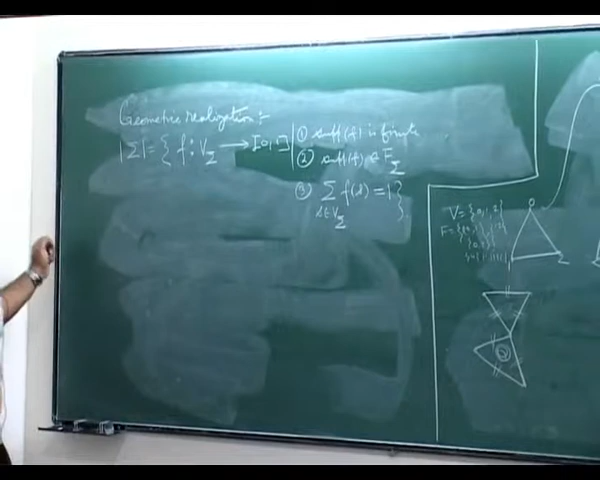 Geometric realization :-
|Σ| = { f : V_Σ → [0,1] | ① supp(f) is finite
② supp(f) ∈ F_Σ
③ Σ_{s∈V_Σ} f(s) = 1 }
V = {0,1,2}